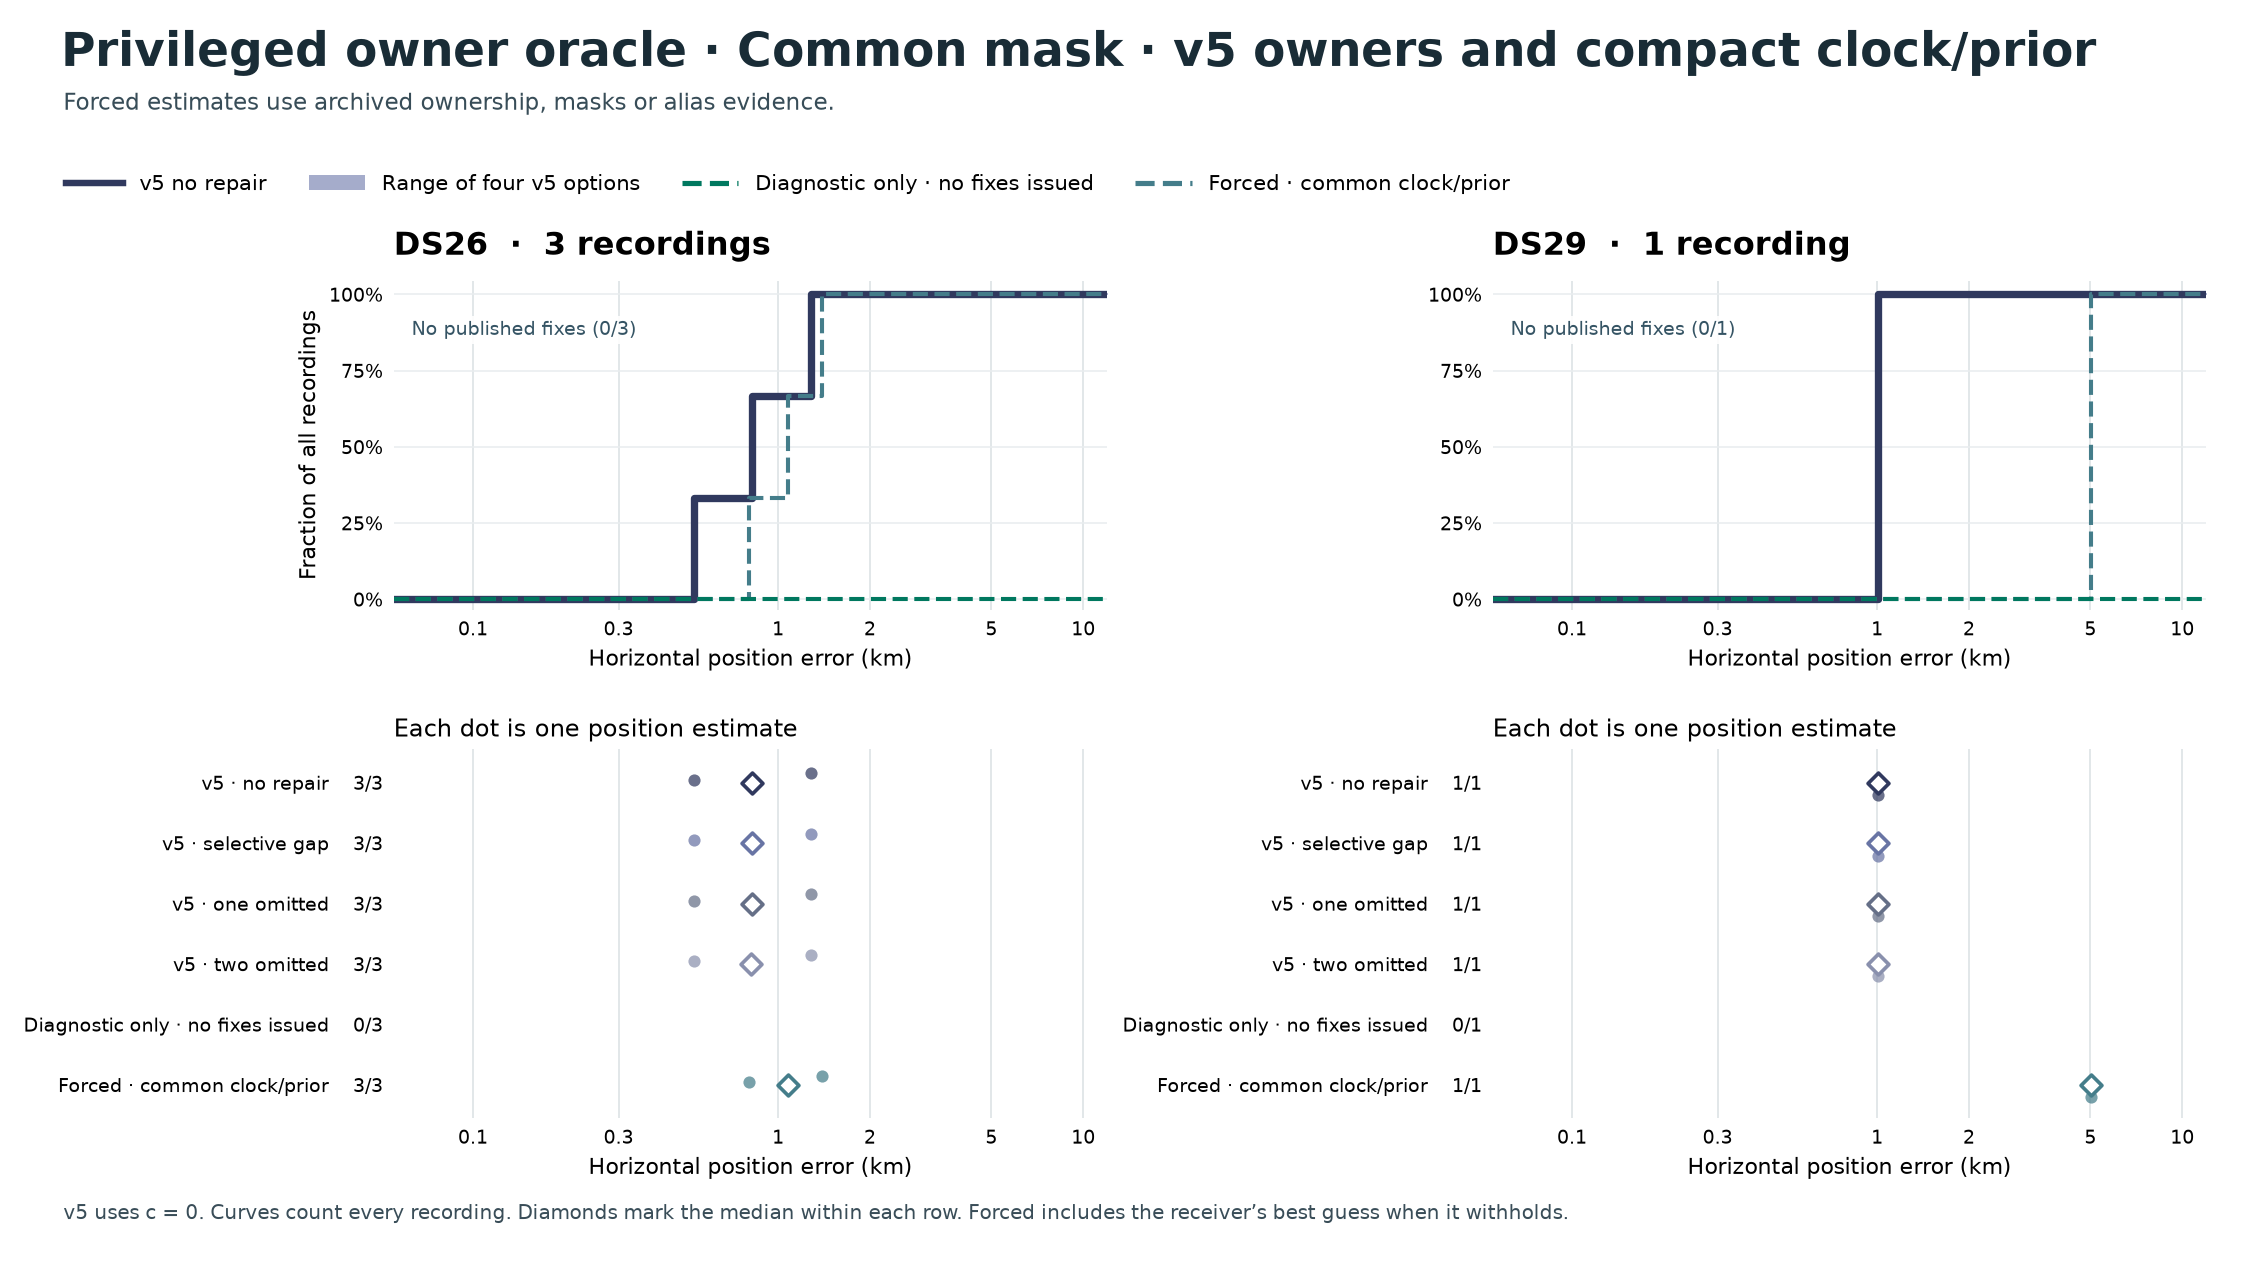 Privileged owner oracle · Common mask · v5 owners and compact clock/prior
Forced estimates use archived ownership, masks or alias evidence.
v5 no repair
Range of four v5 options
Diagnostic only · no fixes issued
Forced · common clock/prior
DS26 · 3 recordings
Fraction of all recordings
100%
75%
50%
25%
0%
No published fixes (0/3)
0.1 0.3 1 2 5 10
Horizontal position error (km)
DS29 · 1 recording
100%
75%
50%
25%
0%
No published fixes (0/1)
0.1 0.3 1 2 5 10
Horizontal position error (km)
Each dot is one position estimate
v5 · no repair 3/3
v5 · selective gap 3/3
v5 · one omitted 3/3
v5 · two omitted 3/3
Diagnostic only · no fixes issued 0/3
Forced · common clock/prior 3/3
0.1 0.3 1 2 5 10
Horizontal position error (km)
Each dot is one position estimate
v5 · no repair 1/1
v5 · selective gap 1/1
v5 · one omitted 1/1
v5 · two omitted 1/1
Diagnostic only · no fixes issued 0/1
Forced · common clock/prior 1/1
0.1 0.3 1 2 5 10
Horizontal position error (km)
v5 uses c = 0. Curves count every recording. Diamonds mark the median within each row. Forced includes the receiver’s best guess when it withholds.